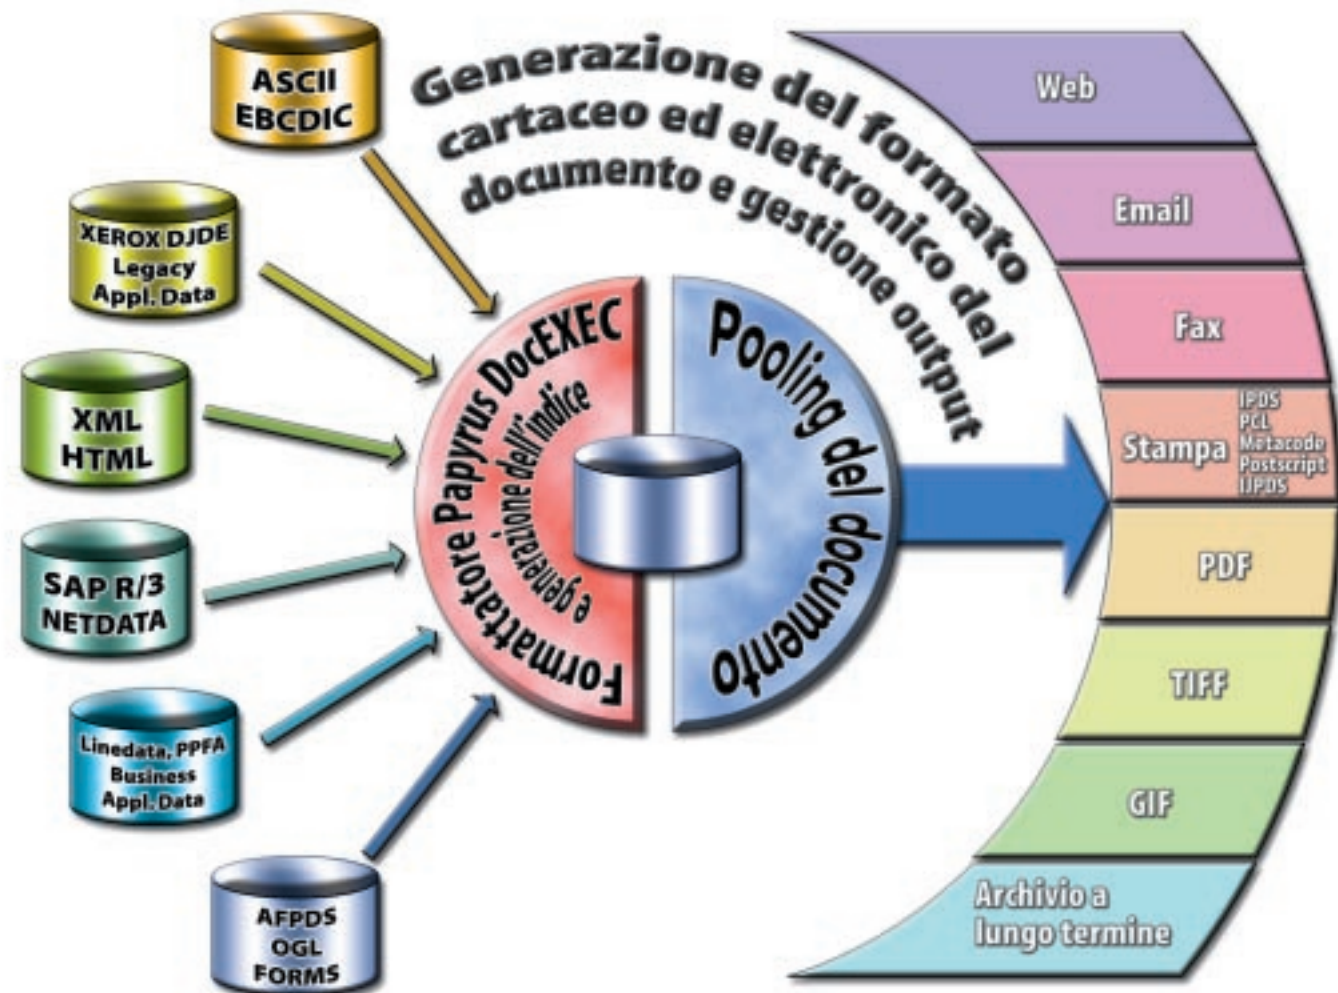 Generazione del formato
cartaceo ed elettronico del
documento e gestione output
ASCII
EBCDIC
XEROX DJDE
Legacy
Appl. Data
XML
HTML
SAP R/3
NETDATA
Linedata, PPFA
Business
Appl. Data
AFPDS
OGL
FORMS
Formattatore Papyrus DocEXEC
e generazione dell'indice
Pooling del documento
Web
Email
Fax
Stampa
IPDS
PCL
Metacode
Postscript
IJPDS
PDF
TIFF
GIF
Archivio a
lungo termine